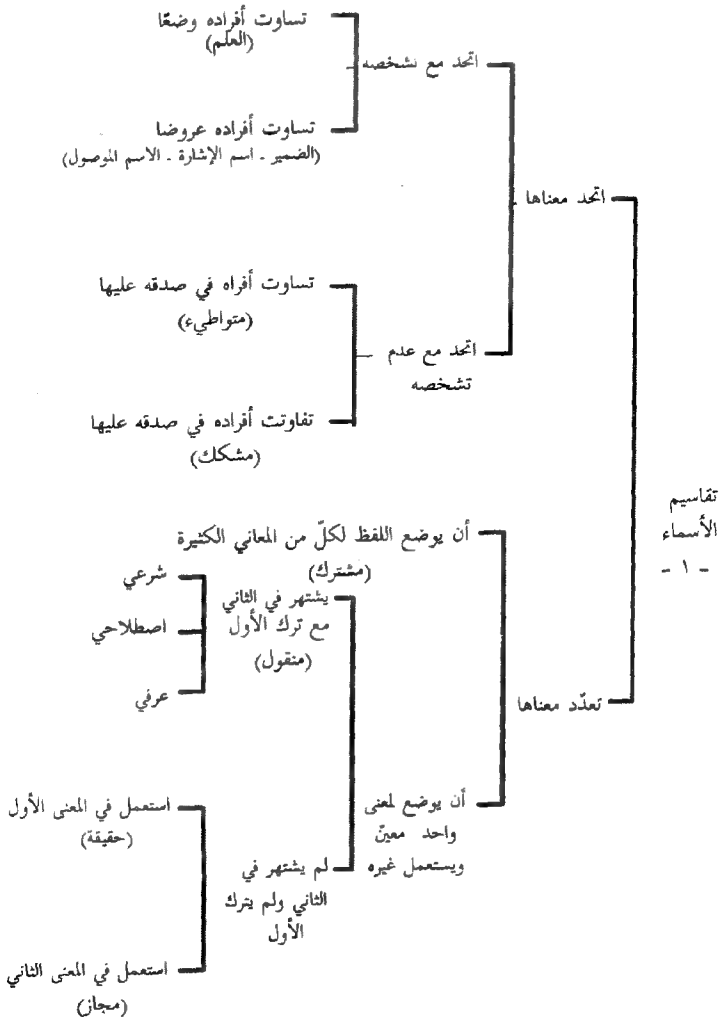 تقاسيم
الأسماء
- ١ -
اتحد معناها
اتحد مع تشخصه
تساوت أفراده وضعًا
(العلم)
تساوت أفراده عروضا
(الضمير - اسم الإشارة - الاسم الموصول)
اتحد مع عدم
تشخصه
تساوت أفراه في صدقه عليها
(متواطيء)
تفاوتت أفراده في صدقه عليها
(مشكك)
تعدّد معناها
أن يوضع اللفظ لكلّ من المعاني الكثيرة
(مشترك)
أن يوضع لمعنى
واحد معينّ
ويستعمل غيره
يشتهر في الثاني
مع ترك الأول
(منقول)
شرعي
اصطلاحي
عرفي
لم يشتهر في
الثاني ولم يترك
الأول
استعمل في المعنى الأول
(حقيقة)
استعمل في المعنى الثاني
(مجاز)